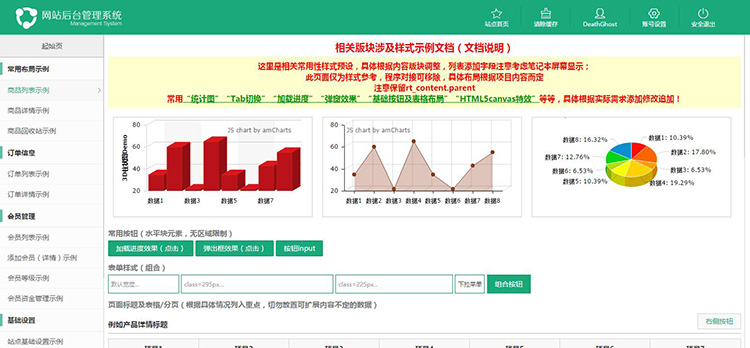 网站后台管理系统
Management System
站点首页
清除缓存
DeathGhost
账号设置
安全退出
起始页
常用布局示例
商品列表示例
商品详情示例
商品回收站示例
订单信息
订单列表示例
订单详情示例
会员管理
会员列表示例
添加会员（详情）示例
会员等级示例
会员资金管理示例
基础设置
站点基础设置示例
相关版块涉及样式示例文档（文档说明）
这里是相关常用性样式预设，具体根据内容版块调整，列表添加字段注意考虑笔记本屏幕显示；
此页面仅为样式参考，程序对接可移除，具体布局根据项目内容而定
注意保留rt_content.parent
常用“统计图” “Tab切换” “加载进度” “弹窗效果” “基础按钮及表格布局” “HTML5canvas特效”等等，具体根据实际需求添加修改追加！
3D柱状图Demo
JS chart by amCharts
80
60
40
20
数据1
数据3
数据5
数据7
JS chart by amCharts
80
60
40
20
数据1
数据2
数据3
数据4
数据5
数据6
数据7
数据8
数据8: 16.32%
数据1: 10.39%
数据7: 12.76%
数据2: 17.80%
数据6: 6.53%
数据3: 6.53%
数据5: 10.39%
数据4: 19.29%
常用按钮（水平块元素，无区域限制）
加载进度效果（点击）
弹出框效果（点击）
按钮input
表单样式（组合）
默认宽度...
class=295px...
class=225px...
下拉菜单
组合按钮
页面标题及表格/分页（根据具体情况列入重点，切勿放置可扩展内容不定的数据）
例如产品详情标题
右侧按钮